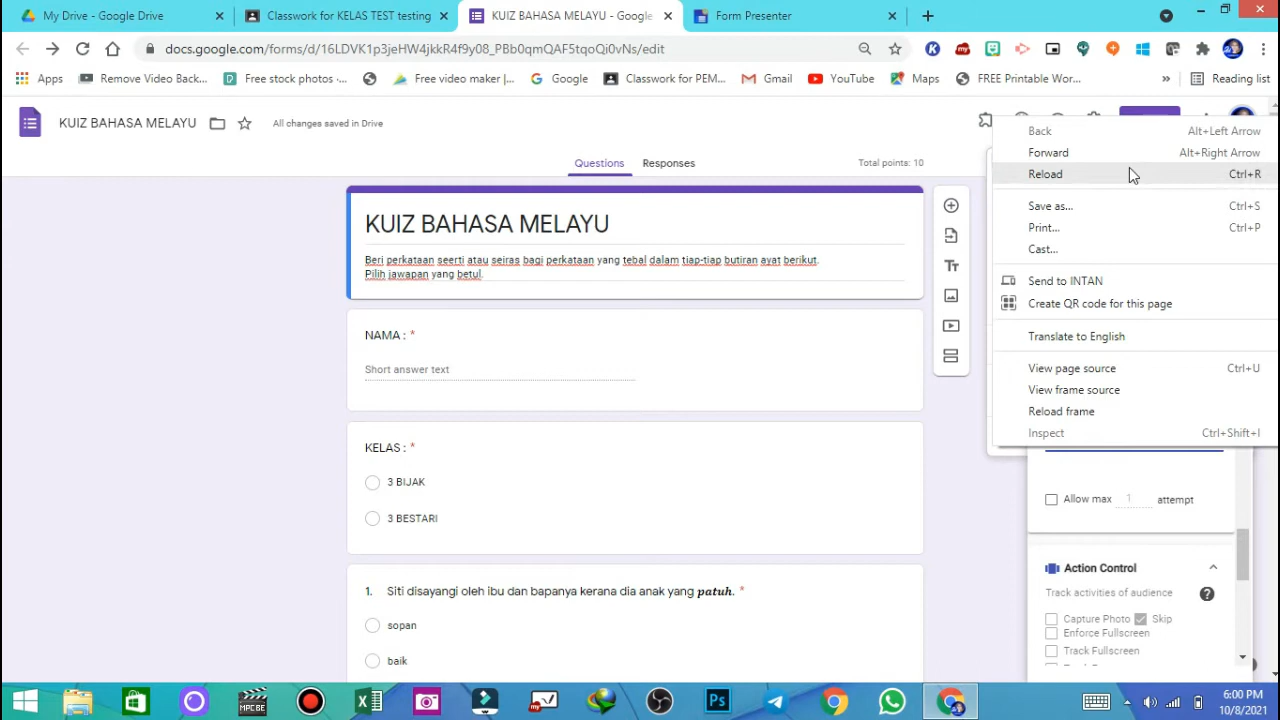 My Drive - Google Drive
Classwork for KELAS TEST testing
KUIZ BAHASA MELAYU - Google
Form Presenter
docs.google.com/forms/d/16LDVK1p3jeHW4jkkR4f9y08_PBb0qthQAF5tqoQi0vNs/edit
Apps
Remove Video Back...
Free stock photos ·...
Free video maker |...
Google
Classwork for PEM...
Gmail
YouTube
Maps
FREE Printable Wor...
»
Reading list
KUIZ BAHASA MELAYU
All changes saved in Drive
Questions
Responses
Total points: 10
KUIZ BAHASA MELAYU
Beri perkataan seerti atau seiras bagi perkataan yang tebal dalam tiap-tiap butiran ayat berikut.
Pilih jawapan yang betul.
NAMA : *
Short answer text
KELAS : *
3 BIJAK
3 BESTARI
1. Siti disayangi oleh ibu dan bapanya kerana dia anak yang patuh. *
sopan
baik
Back Alt+Left Arrow
Forward Alt+Right Arrow
Reload Ctrl+R
Save as... Ctrl+S
Print... Ctrl+P
Cast...
Send to INTAN
Create QR code for this page
Translate to English
View page source Ctrl+U
View frame source
Reload frame
Inspect Ctrl+Shift+I
Allow max 1 attempt
Action Control
Track activities of audience
Capture Photo Skip
Enforce Fullscreen
Track Fullscreen
MPC BE
Ps
6:00 PM
10/8/2021